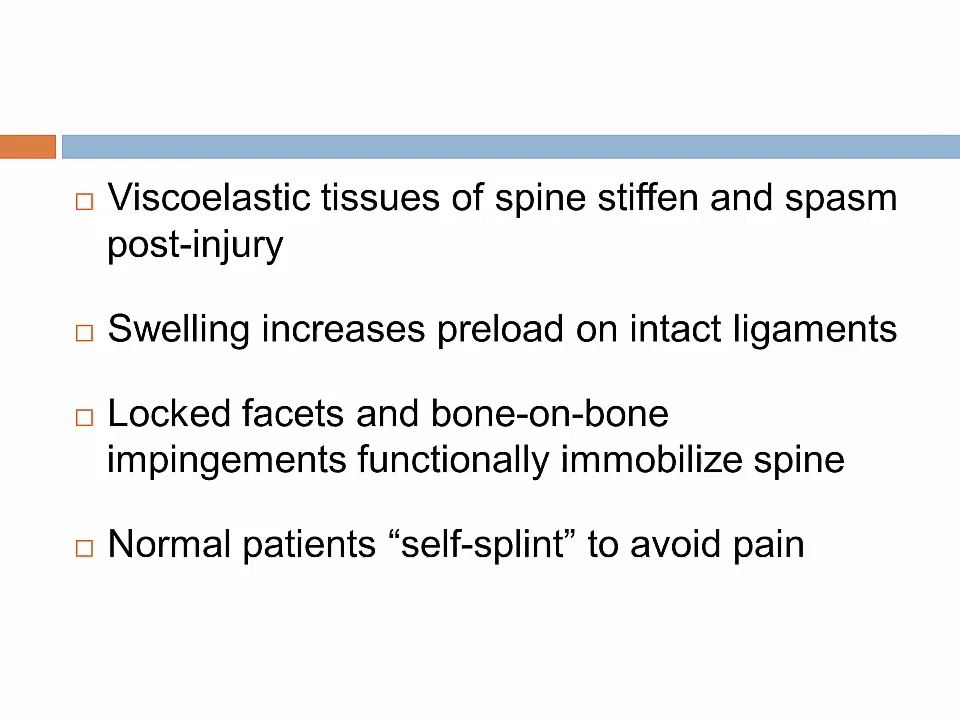 Viscoelastic tissues of spine stiffen and spasm
post-injury
Swelling increases preload on intact ligaments
Locked facets and bone-on-bone
impingements functionally immobilize spine
Normal patients “self-splint” to avoid pain